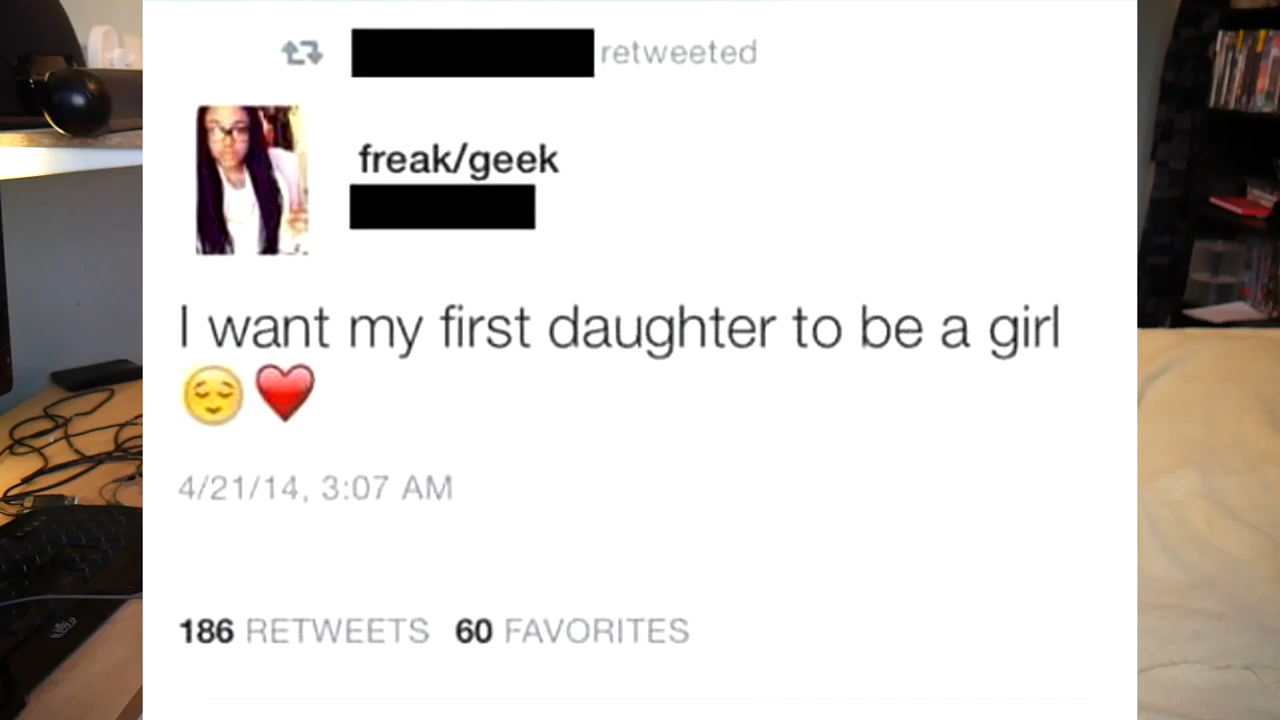 retweeted
freak/geek
I want my first daughter to be a girl
😌❤️
4/21/14, 3:07 AM
186 RETWEETS 60 FAVORITES